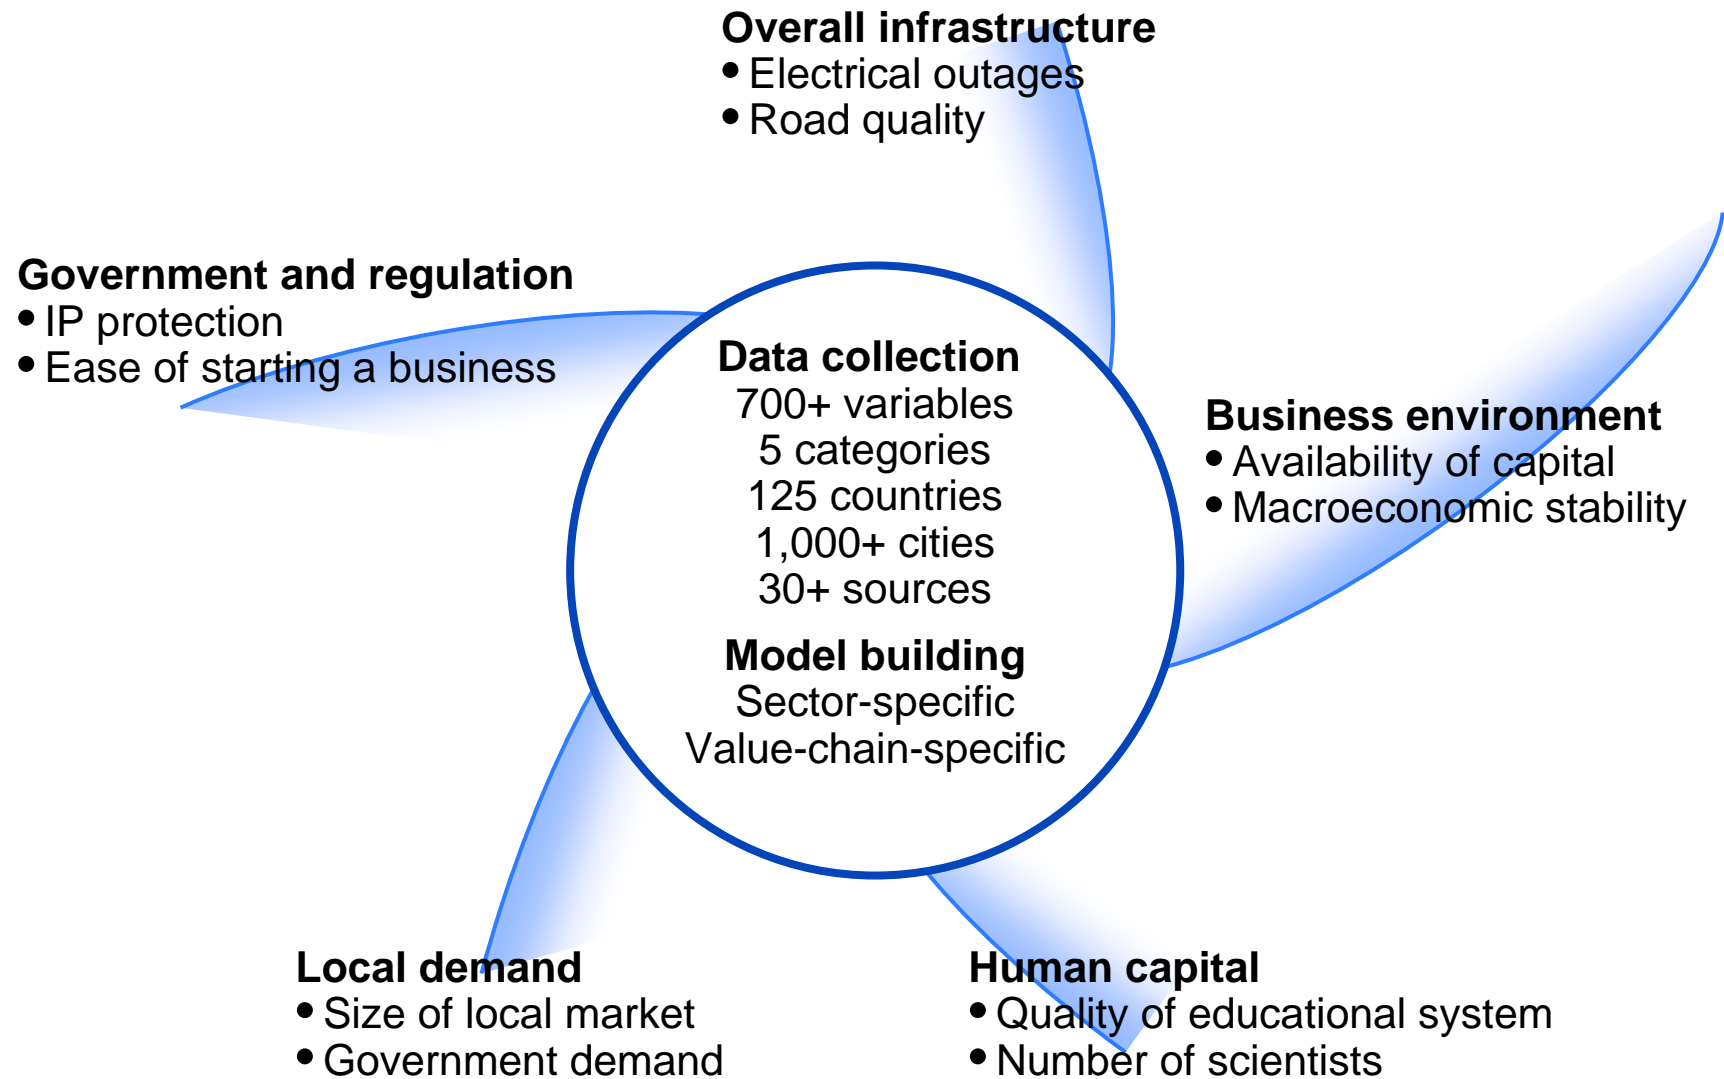 Overall infrastructure
• Electrical outages
• Road quality
Government and regulation
• IP protection
• Ease of starting a business
Data collection
700+ variables
5 categories
125 countries
1,000+ cities
30+ sources
Model building
Sector-specific
Value-chain-specific
Business environment
• Availability of capital
• Macroeconomic stability
Local demand
• Size of local market
• Government demand
Human capital
• Quality of educational system
• Number of scientists